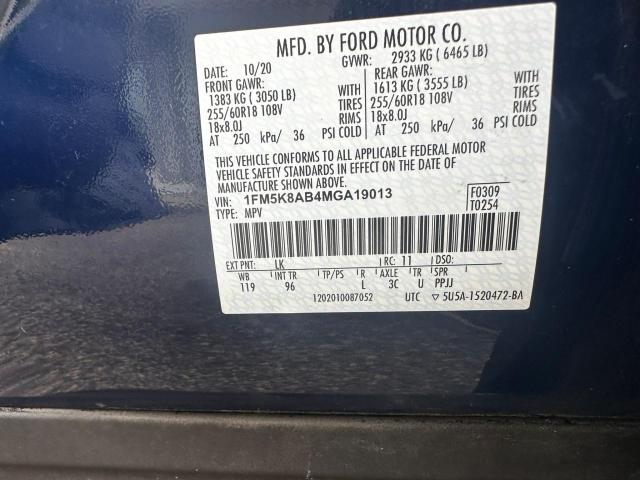 MFD. BY FORD MOTOR CO.
DATE: 10/20 GVWR: 2933 KG ( 6465 LB)
FRONT GAWR: REAR GAWR:
1383 KG ( 3050 LB) WITH 1613 KG ( 3555 LB) WITH
255/60R18 108V TIRES 255/60R18 108V TIRES
18x8.0J RIMS 18x8.0J RIMS
AT 250 kPa/ 36 PSI COLD AT 250 kPa/ 36 PSI COLD
THIS VEHICLE CONFORMS TO ALL APPLICABLE FEDERAL MOTOR
VEHICLE SAFETY STANDARDS IN EFFECT ON THE DATE OF
MANUFACTURE SHOWN ABOVE.
VIN: 1FM5K8AB4MGA19013 F0309
TYPE: MPV T0254
EXT PNT: LK RC: 11 DSO:
WB INT TR TP/PS R AXLE TR SPR
119 96 L 3C U PPJJ
1202010087052 UTC 5U5A-1520472-BA